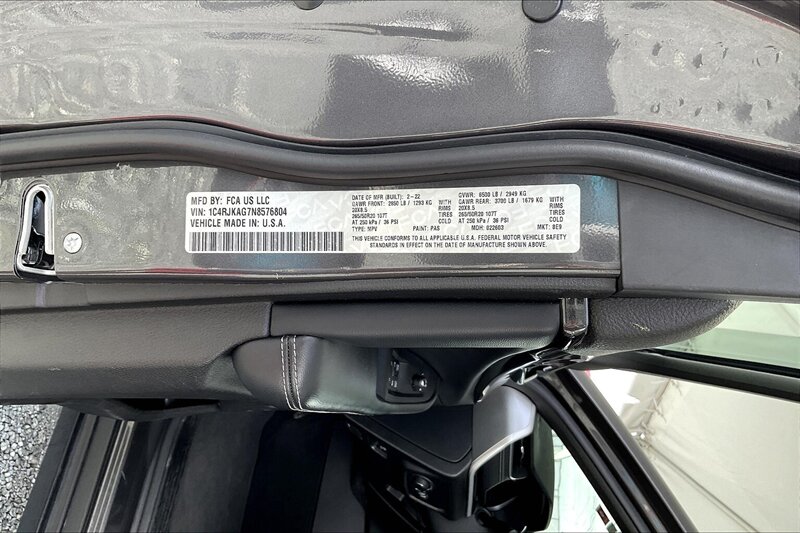 MFD BY: FCA US LLC
VIN: 1C4RJKAG7N8576804
VEHICLE MADE IN: U.S.A.
DATE OF MFR (BUILT): 2-22 GVWR: 6500 LB / 2949 KG
GAWR FRONT: 2850 LB / 1293 KG WITH GAWR REAR: 3700 LB / 1679 KG WITH
20X8.5 RIMS 20X8.5 RIMS
265/50R20 107T TIRES 265/50R20 107T TIRES
AT 250 kPa / 36 PSI COLD AT 250 kPa / 36 PSI COLD
TYPE: MPV PAINT: PAS MDH: 022603 MKT: 8E9
THIS VEHICLE CONFORMS TO ALL APPLICABLE U.S.A. FEDERAL MOTOR VEHICLE SAFETY
STANDARDS IN EFFECT ON THE DATE OF MANUFACTURE SHOWN ABOVE.